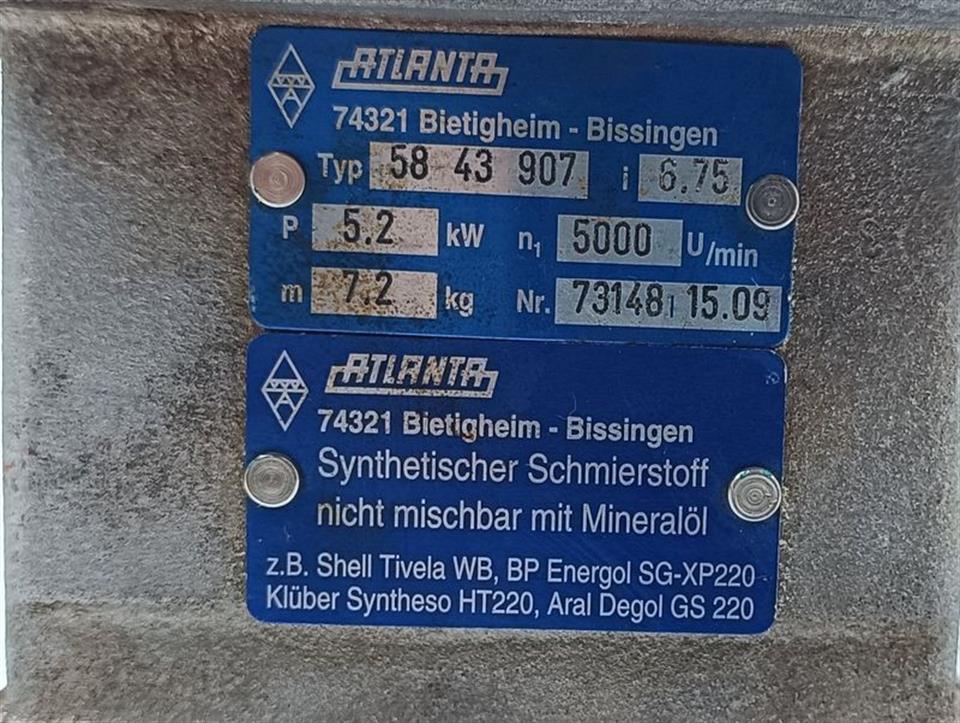 ATLANTA
74321 Bietigheim - Bissingen
Typ 58 43 907 i 6.75
P 5.2 kW n1 5000 U/min
m 7.2 kg Nr. 73148 | 15.09
ATLANTA
74321 Bietigheim - Bissingen
Synthetischer Schmierstoff
nicht mischbar mit Mineralöl
z.B. Shell Tivela WB, BP Energol SG-XP220
Klüber Syntheso HT220, Aral Degol GS 220